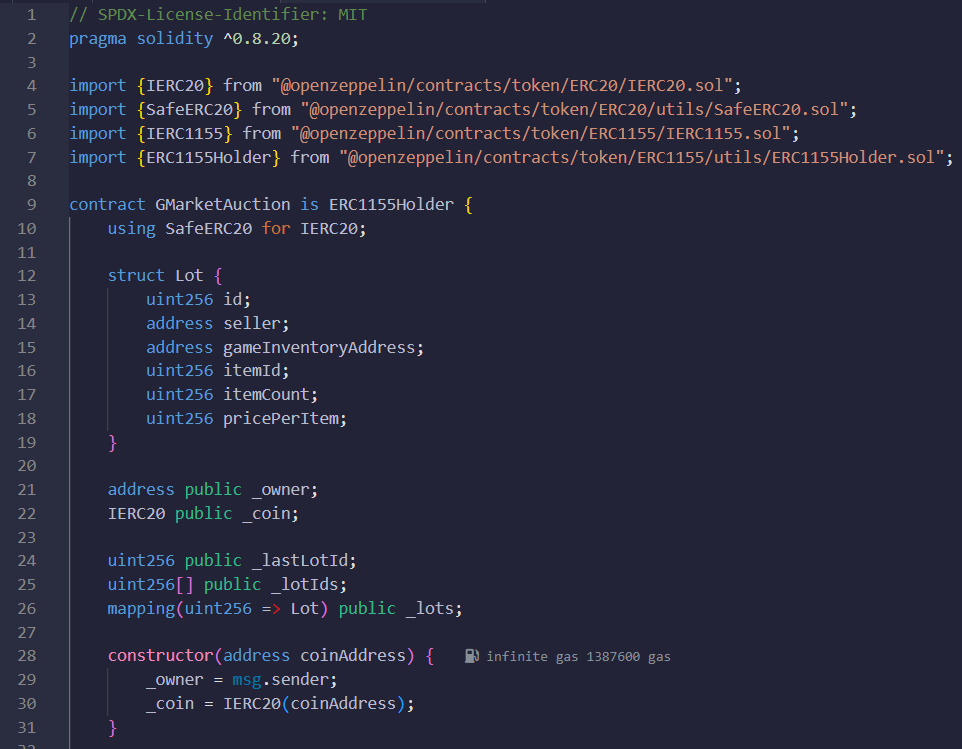 1 // SPDX-License-Identifier: MIT
2 pragma solidity ^0.8.20;
3
4 import {IERC20} from "@openzeppelin/contracts/token/ERC20/IERC20.sol";
5 import {SafeERC20} from "@openzeppelin/contracts/token/ERC20/utils/SafeERC20.sol";
6 import {IERC1155} from "@openzeppelin/contracts/token/ERC1155/IERC1155.sol";
7 import {ERC1155Holder} from "@openzeppelin/contracts/token/ERC1155/utils/ERC1155Holder.sol";
8
9 contract GMarketAuction is ERC1155Holder {
10     using SafeERC20 for IERC20;
11
12     struct Lot {
13         uint256 id;
14         address seller;
15         address gameInventoryAddress;
16         uint256 itemId;
17         uint256 itemCount;
18         uint256 pricePerItem;
19     }
20
21     address public _owner;
22     IERC20 public _coin;
23
24     uint256 public _lastLotId;
25     uint256[] public _lotIds;
26     mapping(uint256 => Lot) public _lots;
27
28     constructor(address coinAddress) {   infinite gas 1387600 gas
29         _owner = msg.sender;
30         _coin = IERC20(coinAddress);
31     }